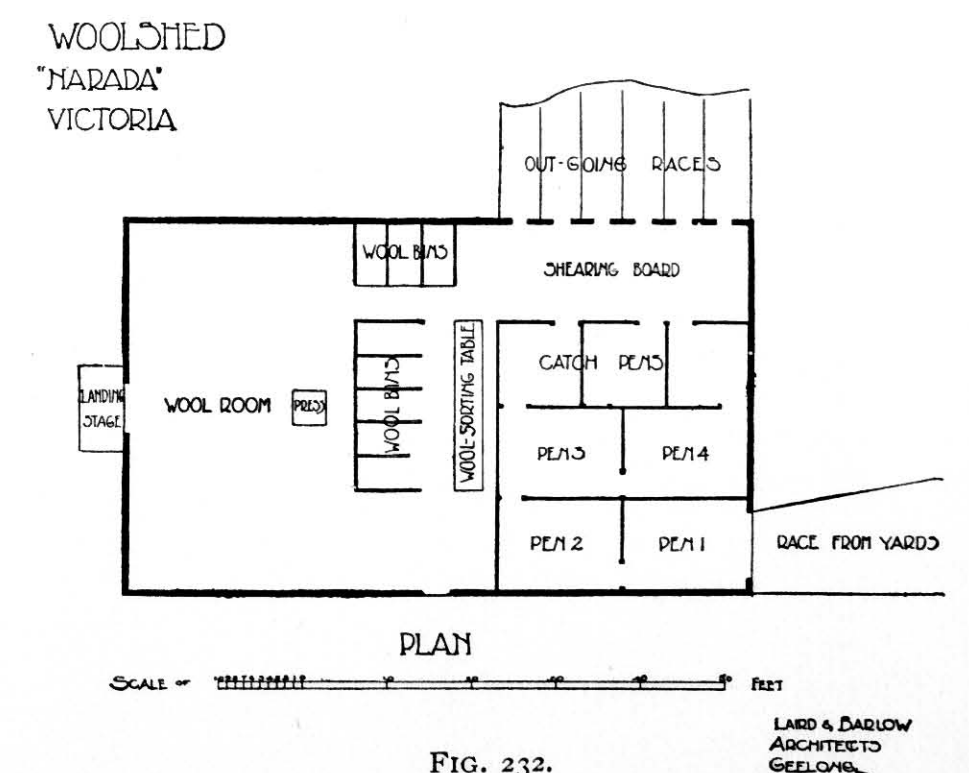 WOOLSHED
"NARADA"
VICTORIA
OUT-GOING RACES
WOOL BINS
SHEARING BOARD
LANDING
STAGE
WOOL ROOM
PRESS
WOOL BINS
WOOL-SORTING TABLE
CATCH PENS
PEN 3
PEN 4
PEN 2
PEN 1
RACE FROM YARDS
PLAN
SCALE OF
FEET
LAIRD & BARLOW
ARCHITECTS
GEELONG.
FIG. 232.